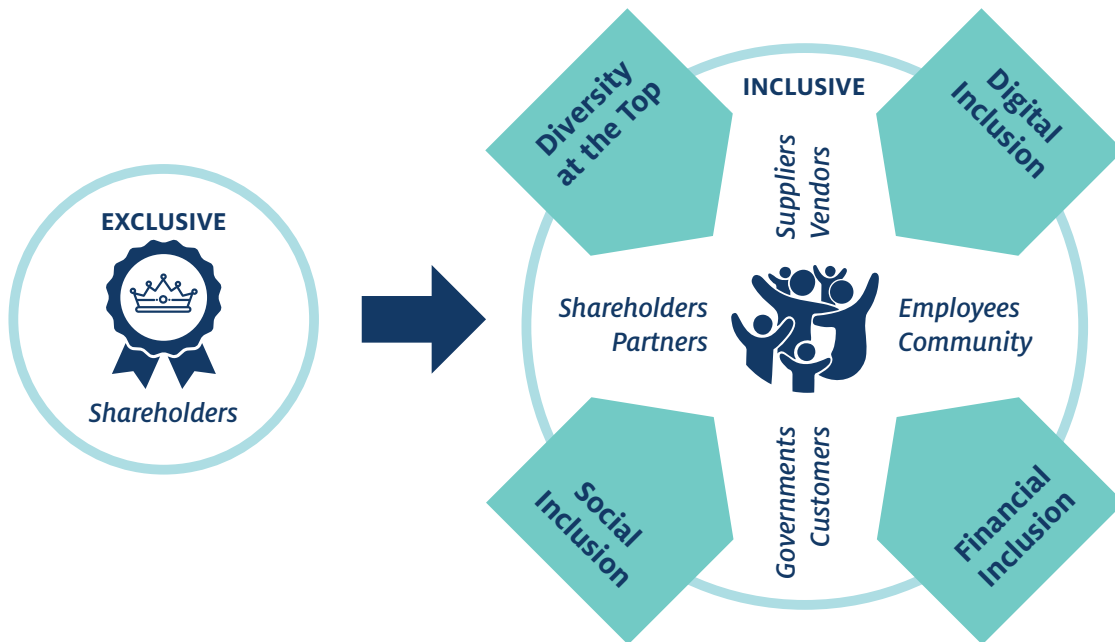 EXCLUSIVE
Shareholders
INCLUSIVE
Diversity
at the Top
Digital
Inclusion
Suppliers
Vendors
Shareholders
Partners
Employees
Community
Governments
Customers
Social
Inclusion
Financial
Inclusion